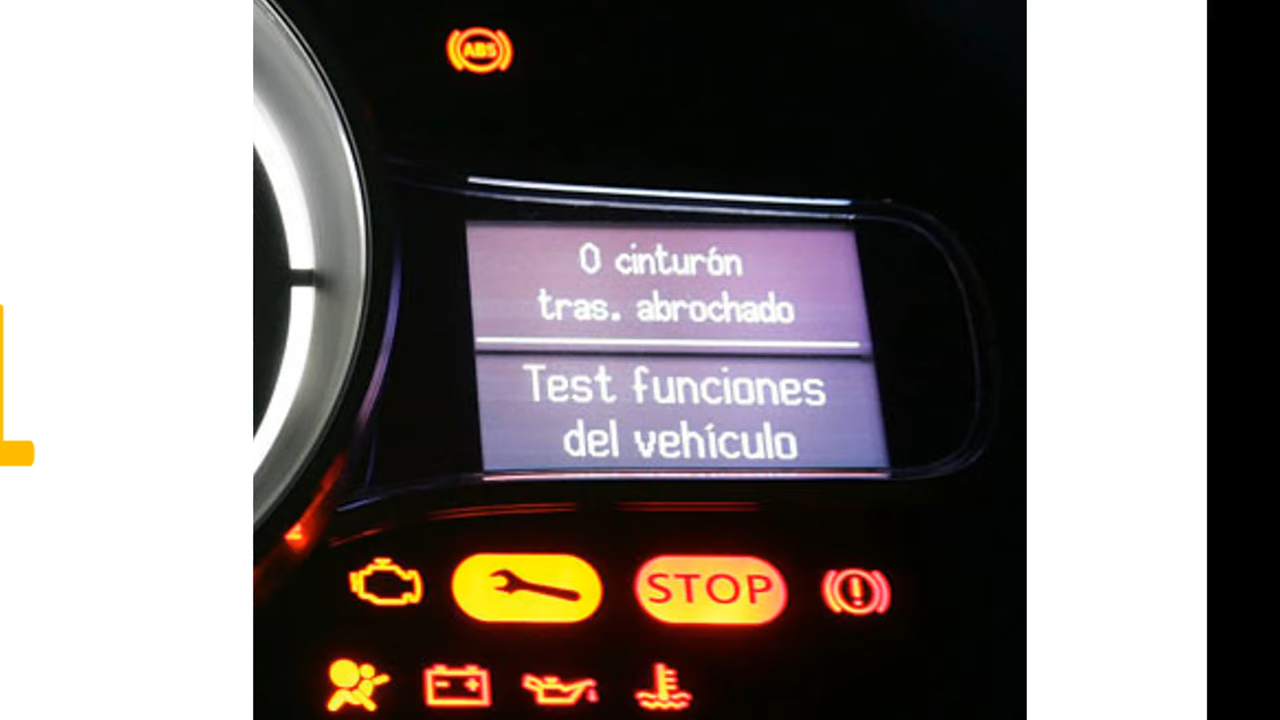 ABS
0 cinturón
tras. abrochado
Test funciones
del vehículo
STOP